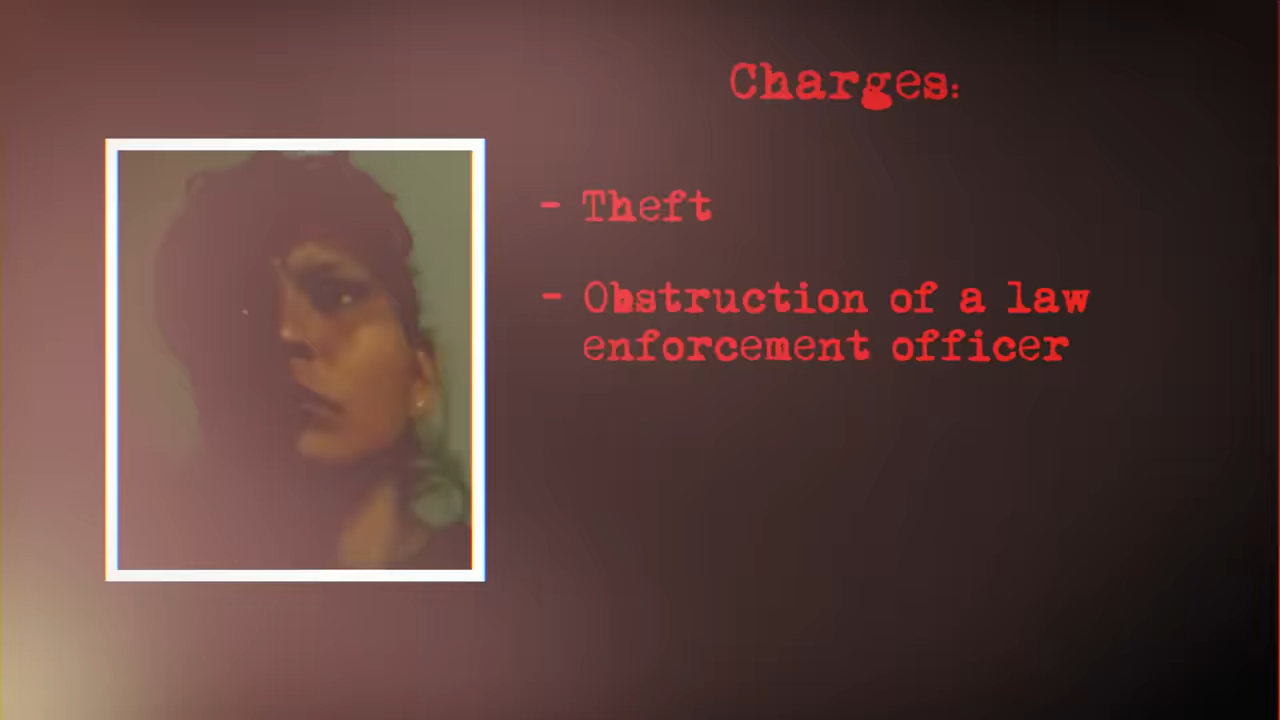 Charges:
- Theft
- Obstruction of a law
enforcement officer